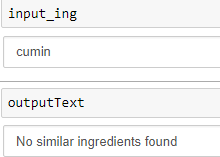 input_ing
cumin
outputText
No similar ingredients found